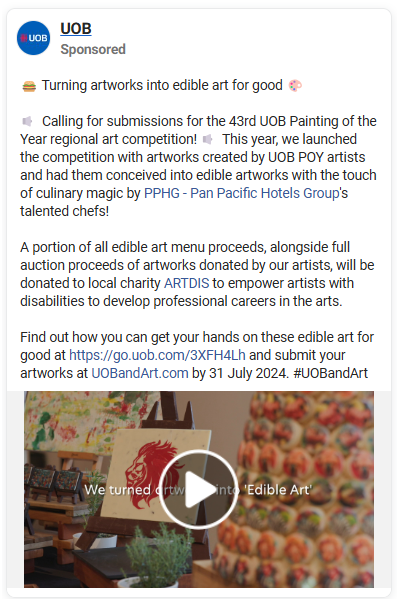 UOB
UOB
Sponsored
🍔 Turning artworks into edible art for good 🎨
📣 Calling for submissions for the 43rd UOB Painting of the
Year regional art competition! 📣 This year, we launched
the competition with artworks created by UOB POY artists
and had them conceived into edible artworks with the touch
of culinary magic by PPHG - Pan Pacific Hotels Group's
talented chefs!
A portion of all edible art menu proceeds, alongside full
auction proceeds of artworks donated by our artists, will be
donated to local charity ARTDIS to empower artists with
disabilities to develop professional careers in the arts.
Find out how you can get your hands on these edible art for
good at https://go.uob.com/3XFH4Lh and submit your
artworks at UOBandArt.com by 31 July 2024. #UOBandArt
We turned artworks into 'Edible Art'